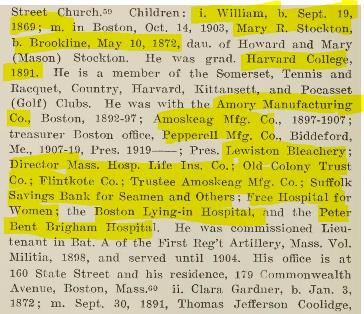 Street Church.⁵⁹ Children: i. William, b. Sept. 19,
1869; m. in Boston, Oct. 14, 1903, Mary R. Stockton,
b. Brookline, May 10, 1872, dau. of Howard and Mary
(Mason) Stockton. He was grad. Harvard College,
1891. He is a member of the Somerset, Tennis and
Racquet, Country, Harvard, Kittansett, and Pocasset
(Golf) Clubs. He was with the Amory Manufacturing
Co., Boston, 1892-97; Amoskeag Mfg. Co., 1897-1907;
treasurer Boston office, Pepperell Mfg. Co., Biddeford,
Me., 1907-19, Pres. 1919——; Pres. Lewiston Bleachery;
Director Mass. Hosp. Life Ins. Co.; Old Colony Trust
Co.; Flintkote Co.; Trustee Amoskeag Mfg. Co.; Suffolk
Savings Bank for Seamen and Others; Free Hospital for
Women; the Boston Lying-in Hospital, and the Peter
Bent Brigham Hospital. He was commissioned Lieu-
tenant in Bat. A of the First Reg't Artillery, Mass. Vol.
Militia, 1898, and served until 1904. His office is at
160 State Street and his residence, 179 Commonwealth
Avenue, Boston, Mass.⁶⁰ ii. Clara Gardner, b. Jan. 3,
1872; m. Sept. 30, 1891, Thomas Jefferson Coolidge,